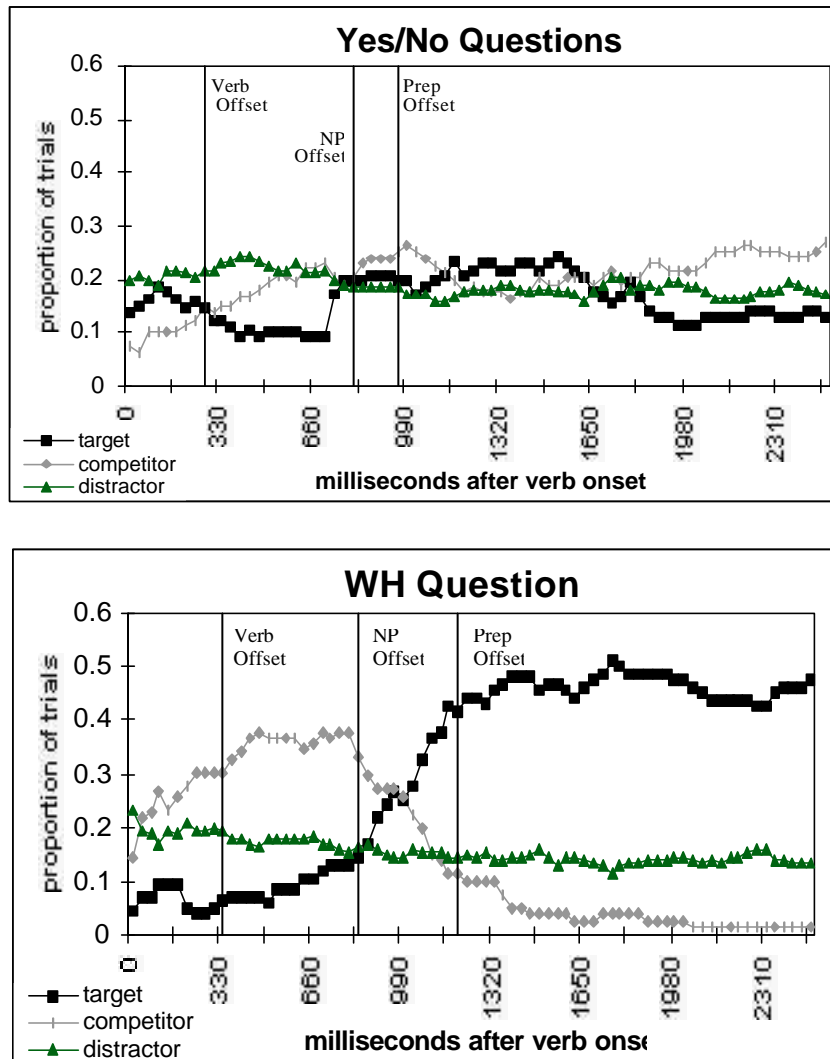 Yes/No Questions
0.6
0.5
0.4
0.3
0.2
0.1
0
proportion of trials
Verb
Offset
NP
Offset
Prep
Offset
0
330
660
990
1320
1650
1980
2310
target
competitor
distractor
milliseconds after verb onset
WH Question
0.6
0.5
0.4
0.3
0.2
0.1
0
proportion of trials
Verb
Offset
NP
Offset
Prep
Offset
0
330
660
990
1320
1650
1980
2310
target
competitor
distractor
milliseconds after verb onse